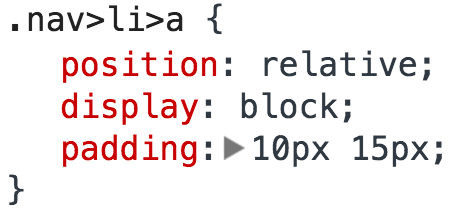 .nav>li>a {
position: relative;
display: block;
padding:▶10px 15px;
}